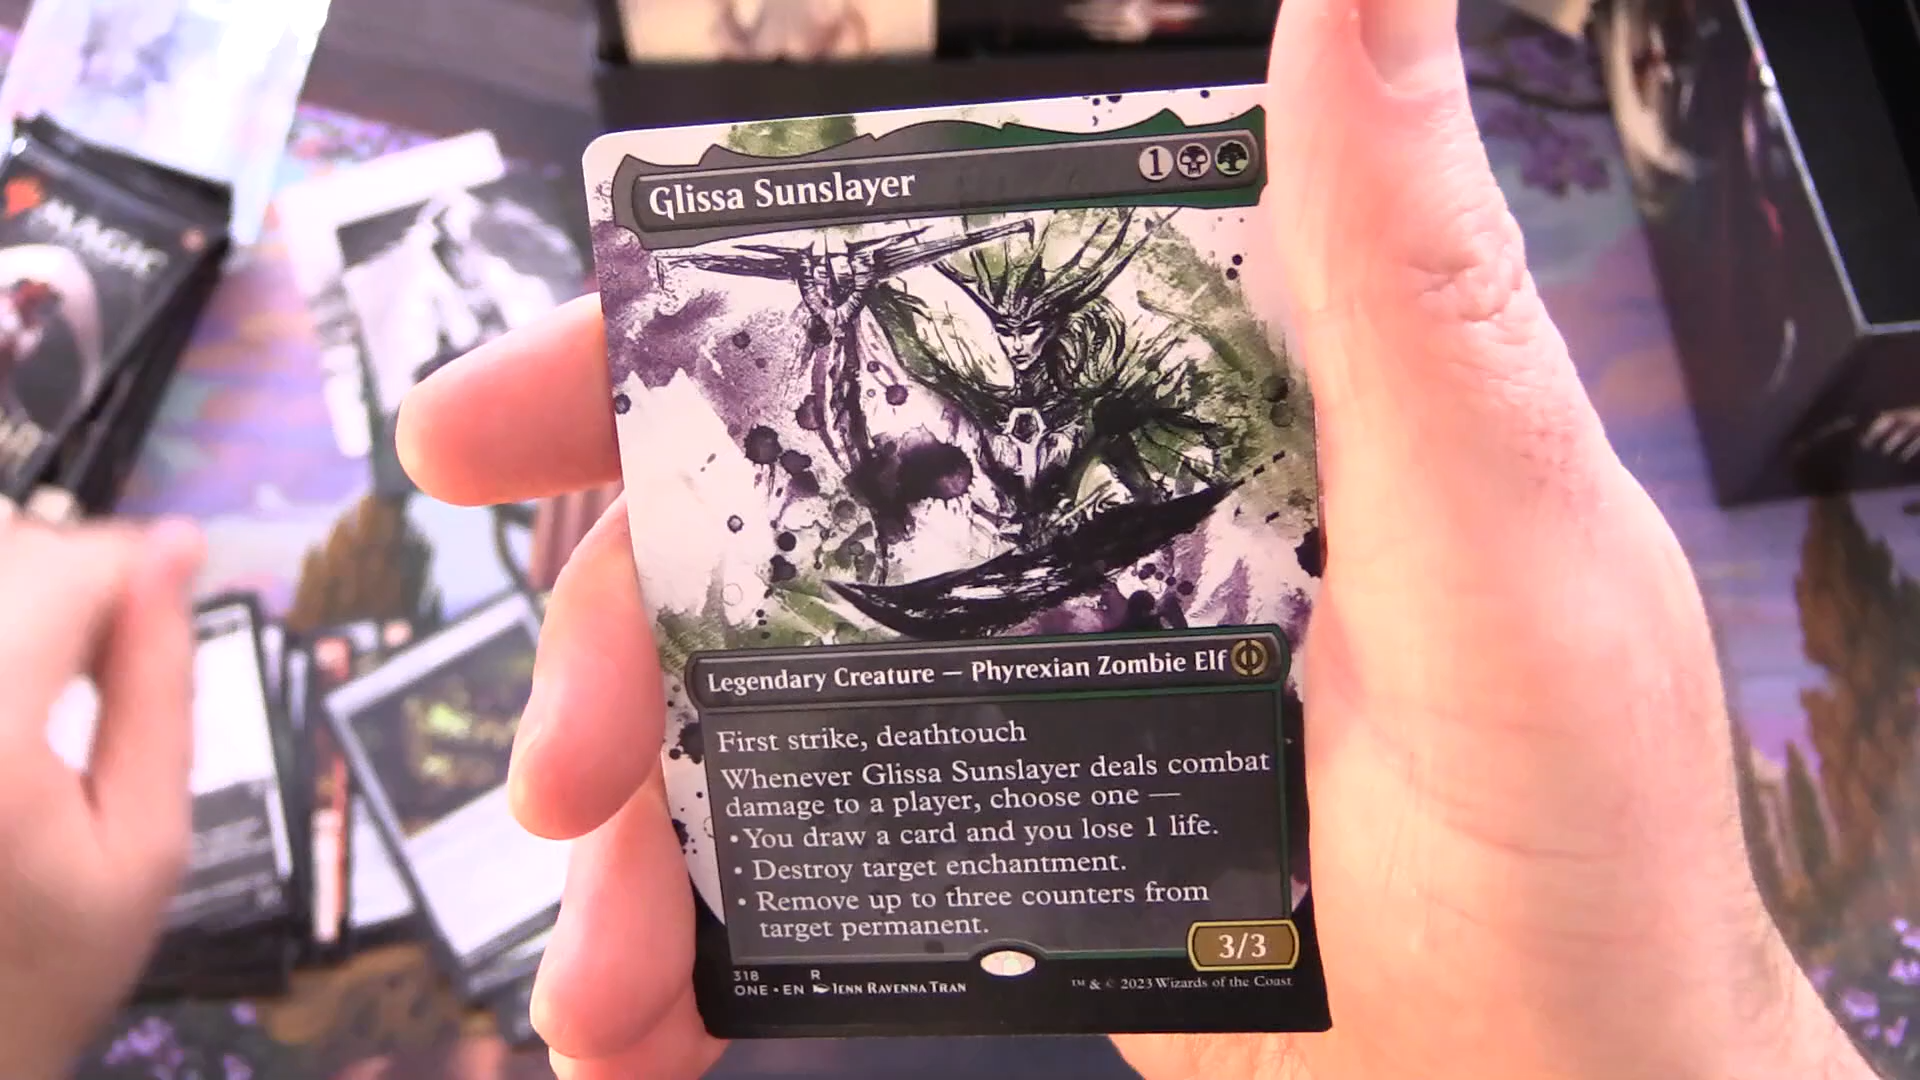 Glissa Sunslayer
1
Legendary Creature — Phyrexian Zombie Elf
First strike, deathtouch
Whenever Glissa Sunslayer deals combat
damage to a player, choose one —
• You draw a card and you lose 1 life.
• Destroy target enchantment.
• Remove up to three counters from
target permanent.
3/3
318 R
ONE • EN Jenn Ravenna Tran
™ & © 2023 Wizards of the Coast
MAGIC